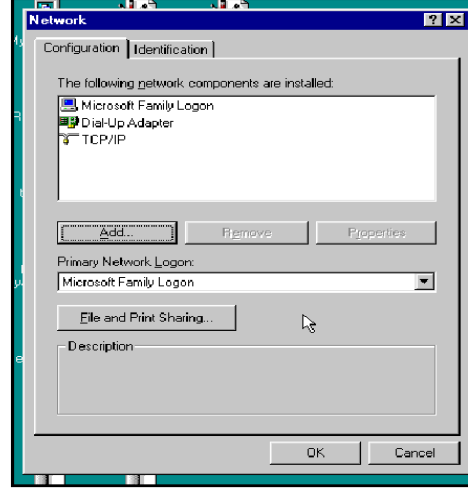 Network
Configuration Identification
The following network components are installed:
Microsoft Family Logon
Dial-Up Adapter
TCP/IP
Add... Remove Properties
Primary Network Logon:
Microsoft Family Logon
File and Print Sharing...
Description
OK Cancel